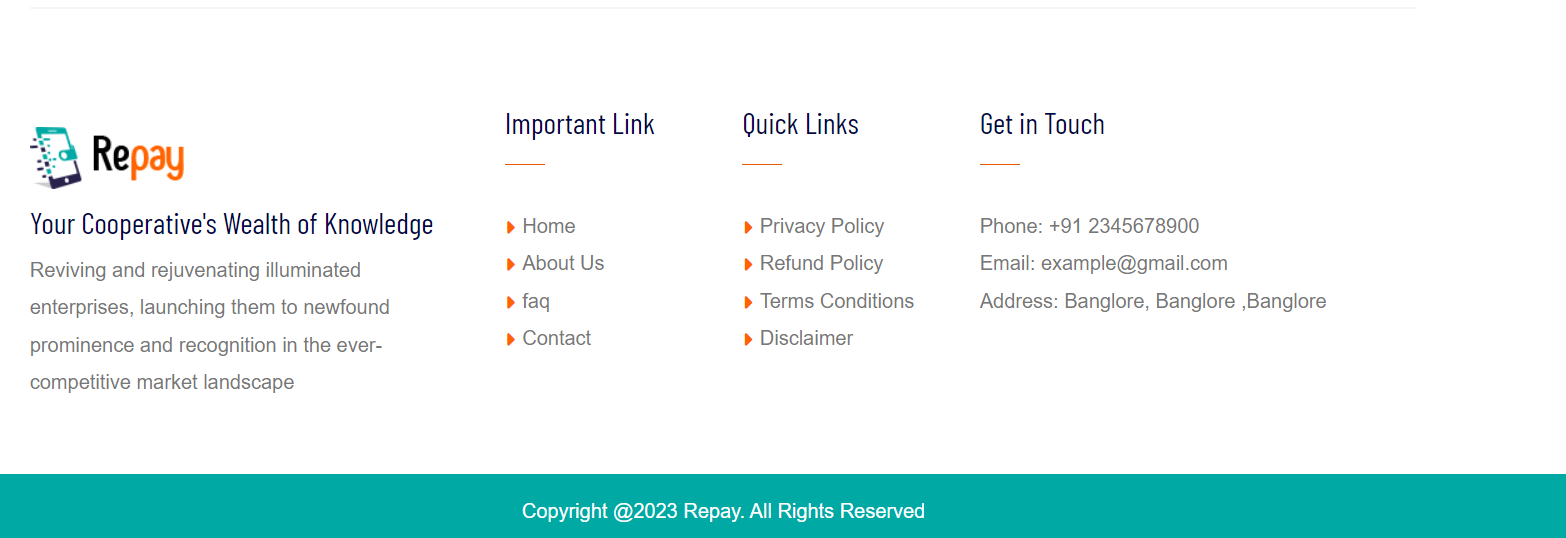 Repay
Your Cooperative's Wealth of Knowledge
Reviving and rejuvenating illuminated
enterprises, launching them to newfound
prominence and recognition in the ever-
competitive market landscape
Important Link
Home
About Us
faq
Contact
Quick Links
Privacy Policy
Refund Policy
Terms Conditions
Disclaimer
Get in Touch
Phone: +91 2345678900
Email: example@gmail.com
Address: Banglore, Banglore ,Banglore
Copyright @2023 Repay. All Rights Reserved